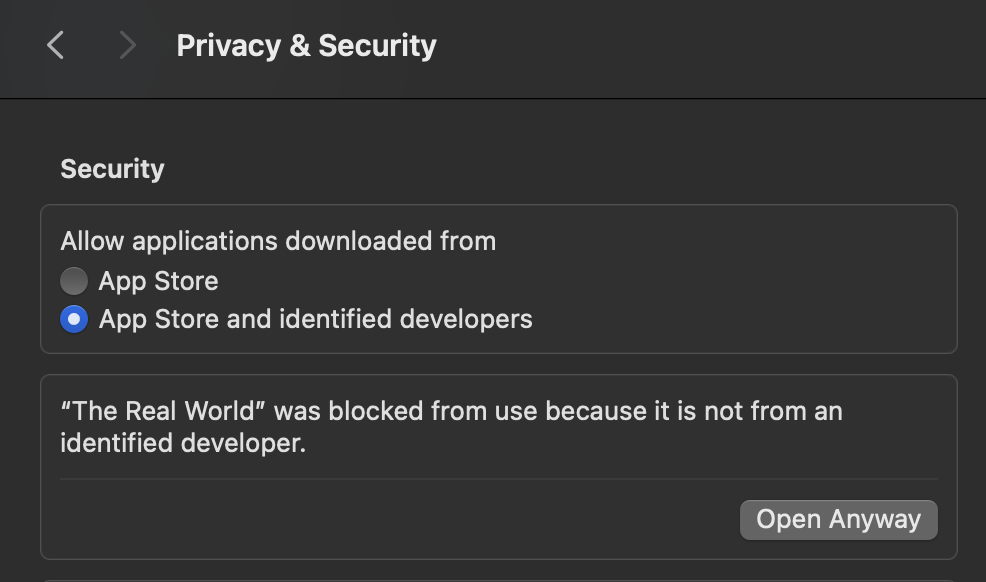 Privacy & Security
Security
Allow applications downloaded from
App Store
App Store and identified developers
“The Real World” was blocked from use because it is not from an
identified developer.
Open Anyway